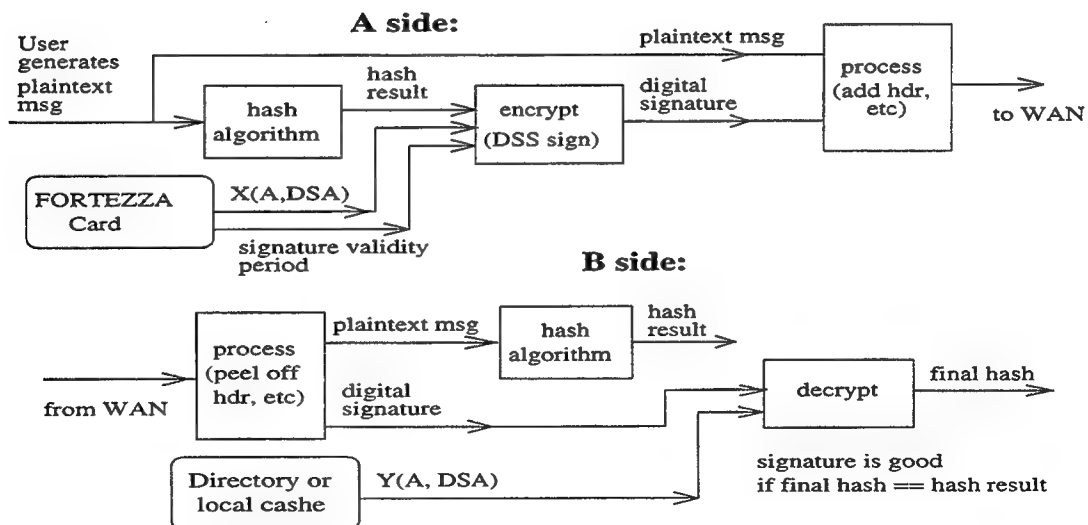 A side:
User
generates
plaintext
msg
plaintext msg
hash
result
hash
algorithm
encrypt
(DSS sign)
digital
signature
process
(add hdr,
etc)
to WAN
FORTEZZA
Card
X(A,DSA)
signature validity
period
B side:
from WAN
process
(peel off
hdr, etc)
plaintext msg
hash
algorithm
hash
result
digital
signature
decrypt
final hash
Directory or
local cashe
Y(A, DSA)
signature is good
if final hash == hash result